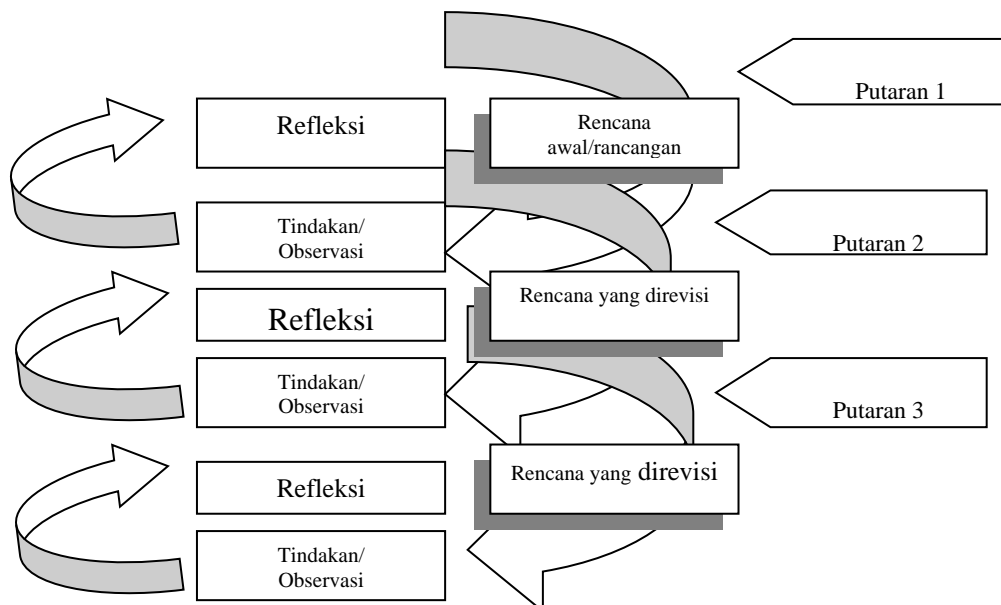 Putaran 1
Refleksi
Rencana
awal/rancangan
Tindakan/
Observasi
Putaran 2
Refleksi
Rencana yang direvisi
Tindakan/
Observasi
Putaran 3
Refleksi
Rencana yang direvisi
Tindakan/
Observasi